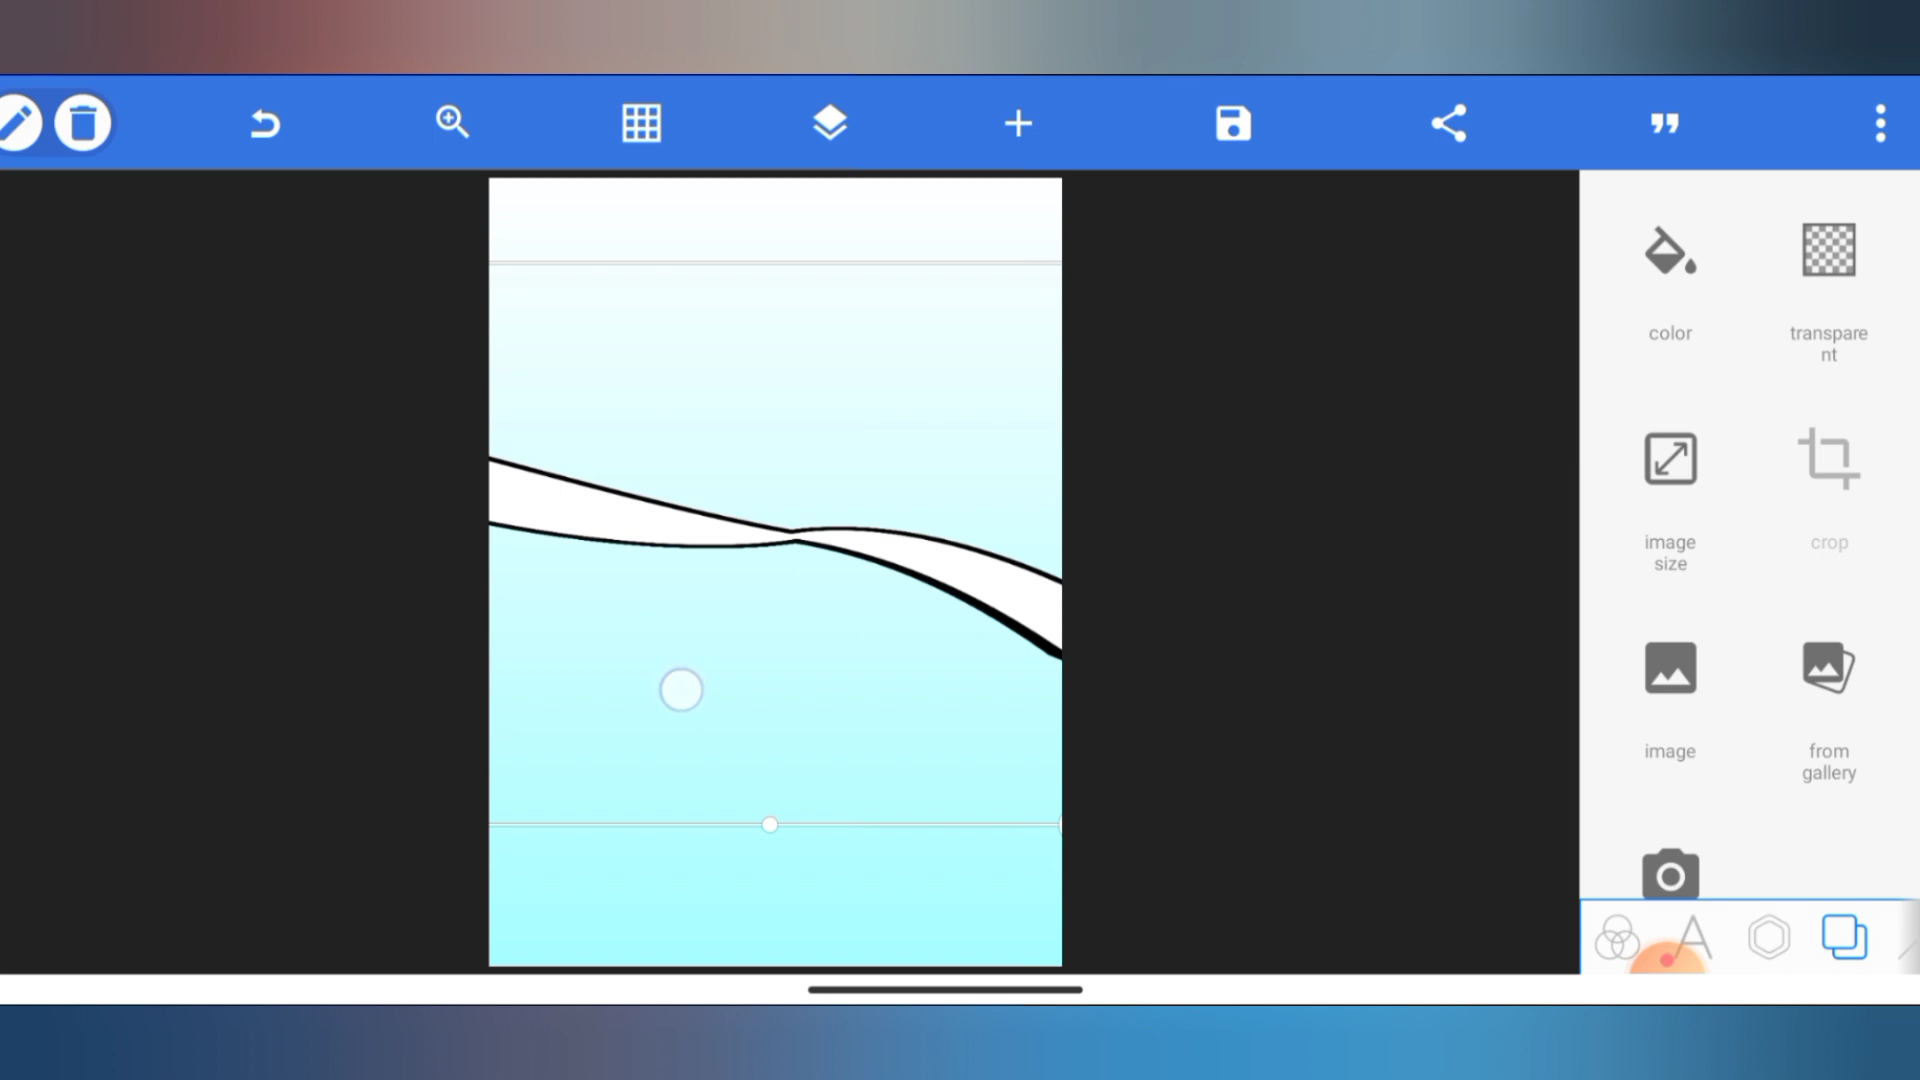 color
transpare
nt
image
size
crop
image
from
gallery